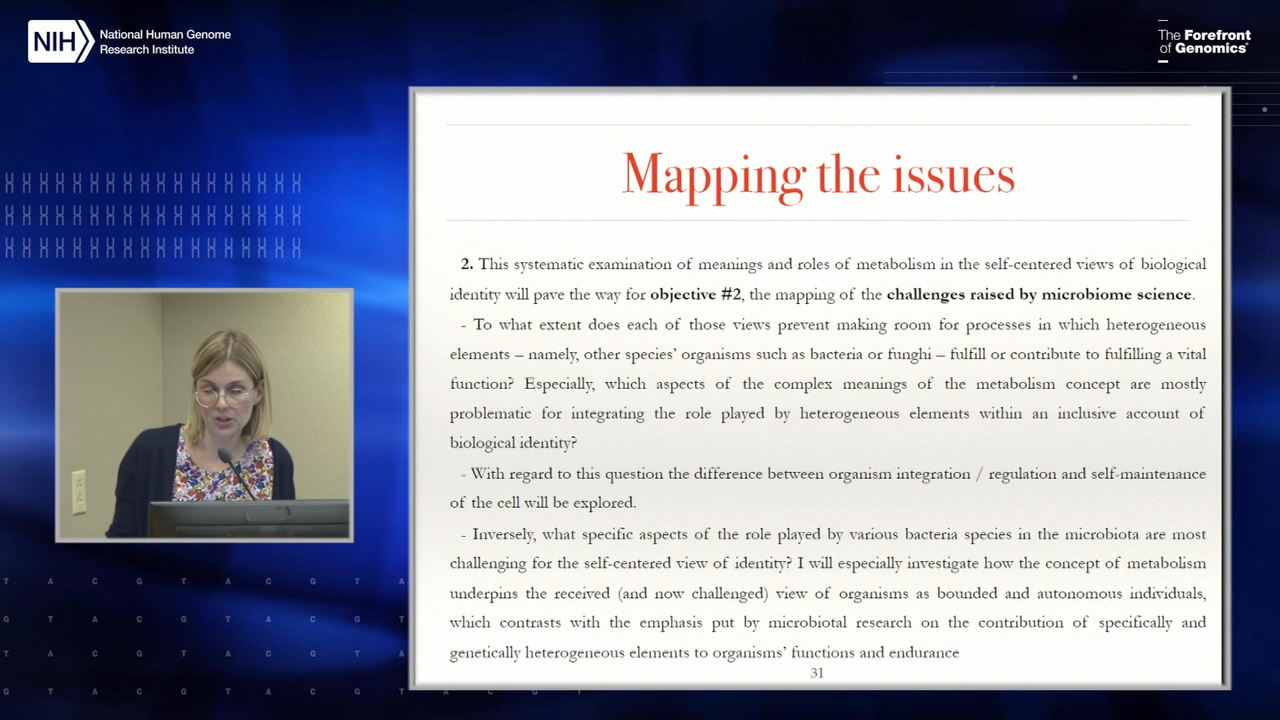 NIH
National Human Genome
Research Institute
The Forefront
of Genomics®
Mapping the issues
2. This systematic examination of meanings and roles of metabolism in the self-centered views of biological
identity will pave the way for objective #2, the mapping of the challenges raised by microbiome science.
- To what extent does each of those views prevent making room for processes in which heterogeneous
elements – namely, other species' organisms such as bacteria or funghi – fulfill or contribute to fulfilling a vital
function? Especially, which aspects of the complex meanings of the metabolism concept are mostly
problematic for integrating the role played by heterogeneous elements within an inclusive account of
biological identity?
- With regard to this question the difference between organism integration / regulation and self-maintenance
of the cell will be explored.
- Inversely, what specific aspects of the role played by various bacteria species in the microbiota are most
challenging for the self-centered view of identity? I will especially investigate how the concept of metabolism
underpins the received (and now challenged) view of organisms as bounded and autonomous individuals,
which contrasts with the emphasis put by microbiotal research on the contribution of specifically and
genetically heterogeneous elements to organisms' functions and endurance
31
T A C G T A C G T A
G T A C G T A C G T A
T A C G T A C G T A
G T A C G T A C G T A C G T